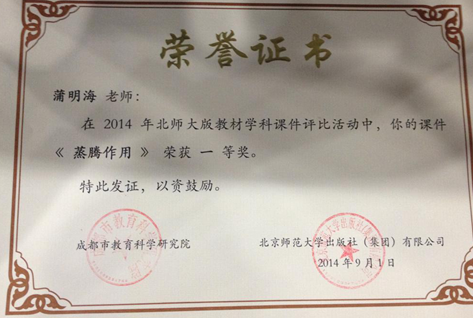 荣誉证书
蒲明海 老师：
在 2014 年北师大版教材学科课件评比活动中，你的课件
《 蒸腾作用 》 荣获 一 等奖。
特此发证，以资鼓励。
成都市教育科学研究院
北京师范大学出版社（集团）有限公司
2014 年 9 月 1 日